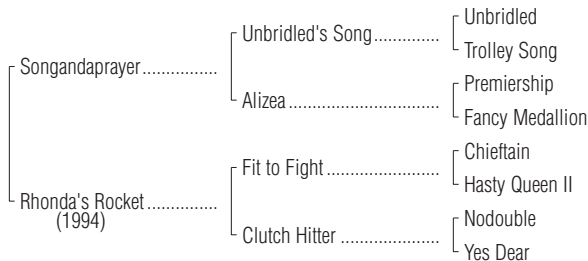 Unbridled
Unbridled's Song...............
Trolley Song
Songandaprayer................
Premiership
Alizea..................................
Fancy Medallion
Chieftain
Fit to Fight.........................
Hasty Queen II
Rhonda's Rocket...............
(1994)
Nodouble
Clutch Hitter......................
Yes Dear